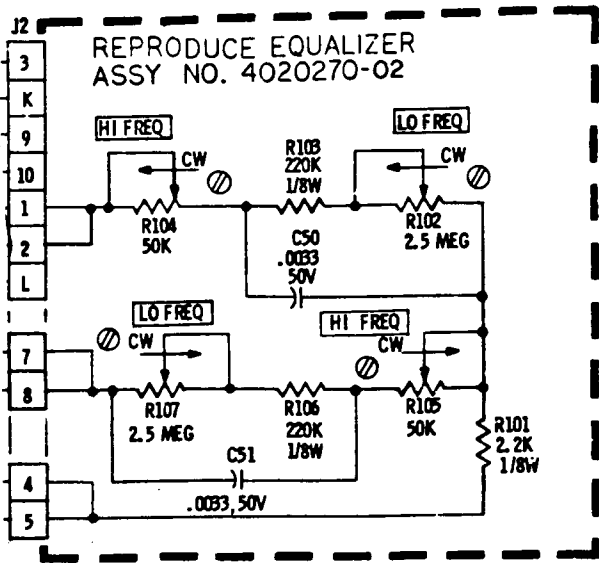 J2
REPRODUCE EQUALIZER
ASSY NO. 4020270-02
3
K
9
10
1
2
L
7
8
4
5
HI FREQ
CW
R104
50K
R103
220K
1/8W
LO FREQ
CW
R102
2.5 MEG
C50
.0033
50V
LO FREQ
CW
R107
2.5 MEG
R106
220K
1/8W
HI FREQ
CW
R105
50K
C51
.0033,50V
R101
2.2K
1/8W